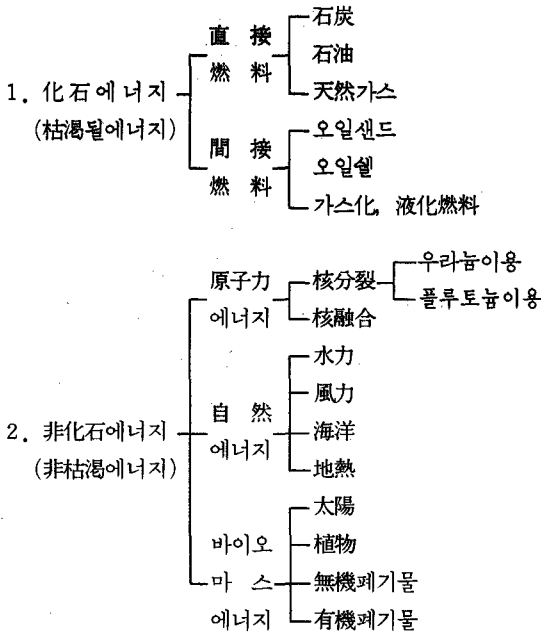 直 接
燃 料
石炭
石油
天然가스
1. 化石에너지
(枯渴될에너지)
間 接
燃 料
오일샌드
오일쉘
가스化, 液化燃料
原子力
에너지
核分裂
우라늄이용
플루토늄이용
核融合
2. 非化石에너지
(非枯渴에너지)
自 然
에너지
水力
風力
海洋
地熱
바이오
마 스
에너지
太陽
植物
無機폐기물
有機폐기물